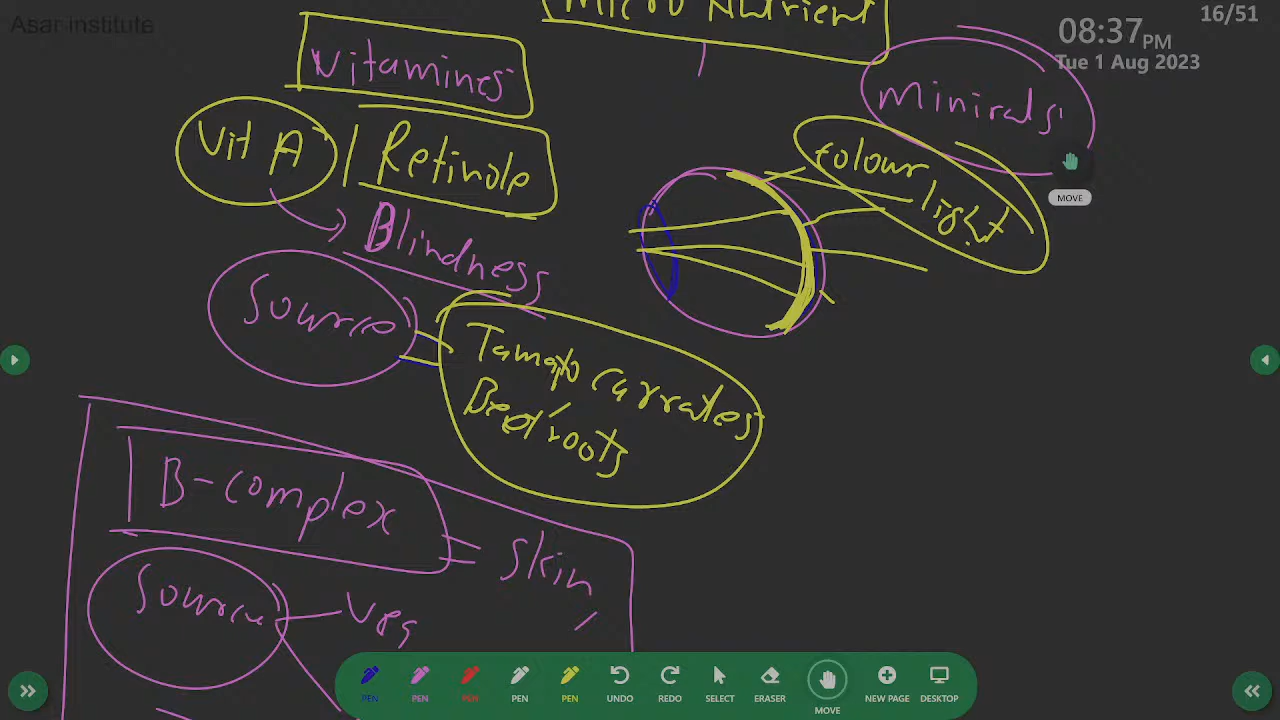 Asar institute
Micro Nutrient
16/51
08:37 PM
Tue 1 Aug 2023
Vitamines
Minirals
Vit A | Retinole
colour
light
MOVE
Blindness
Source
Tamato carrates
Beetroots
B-complex
Skin
Source
Veg
PEN PEN PEN PEN PEN UNDO REDO SELECT ERASER MOVE NEW PAGE DESKTOP